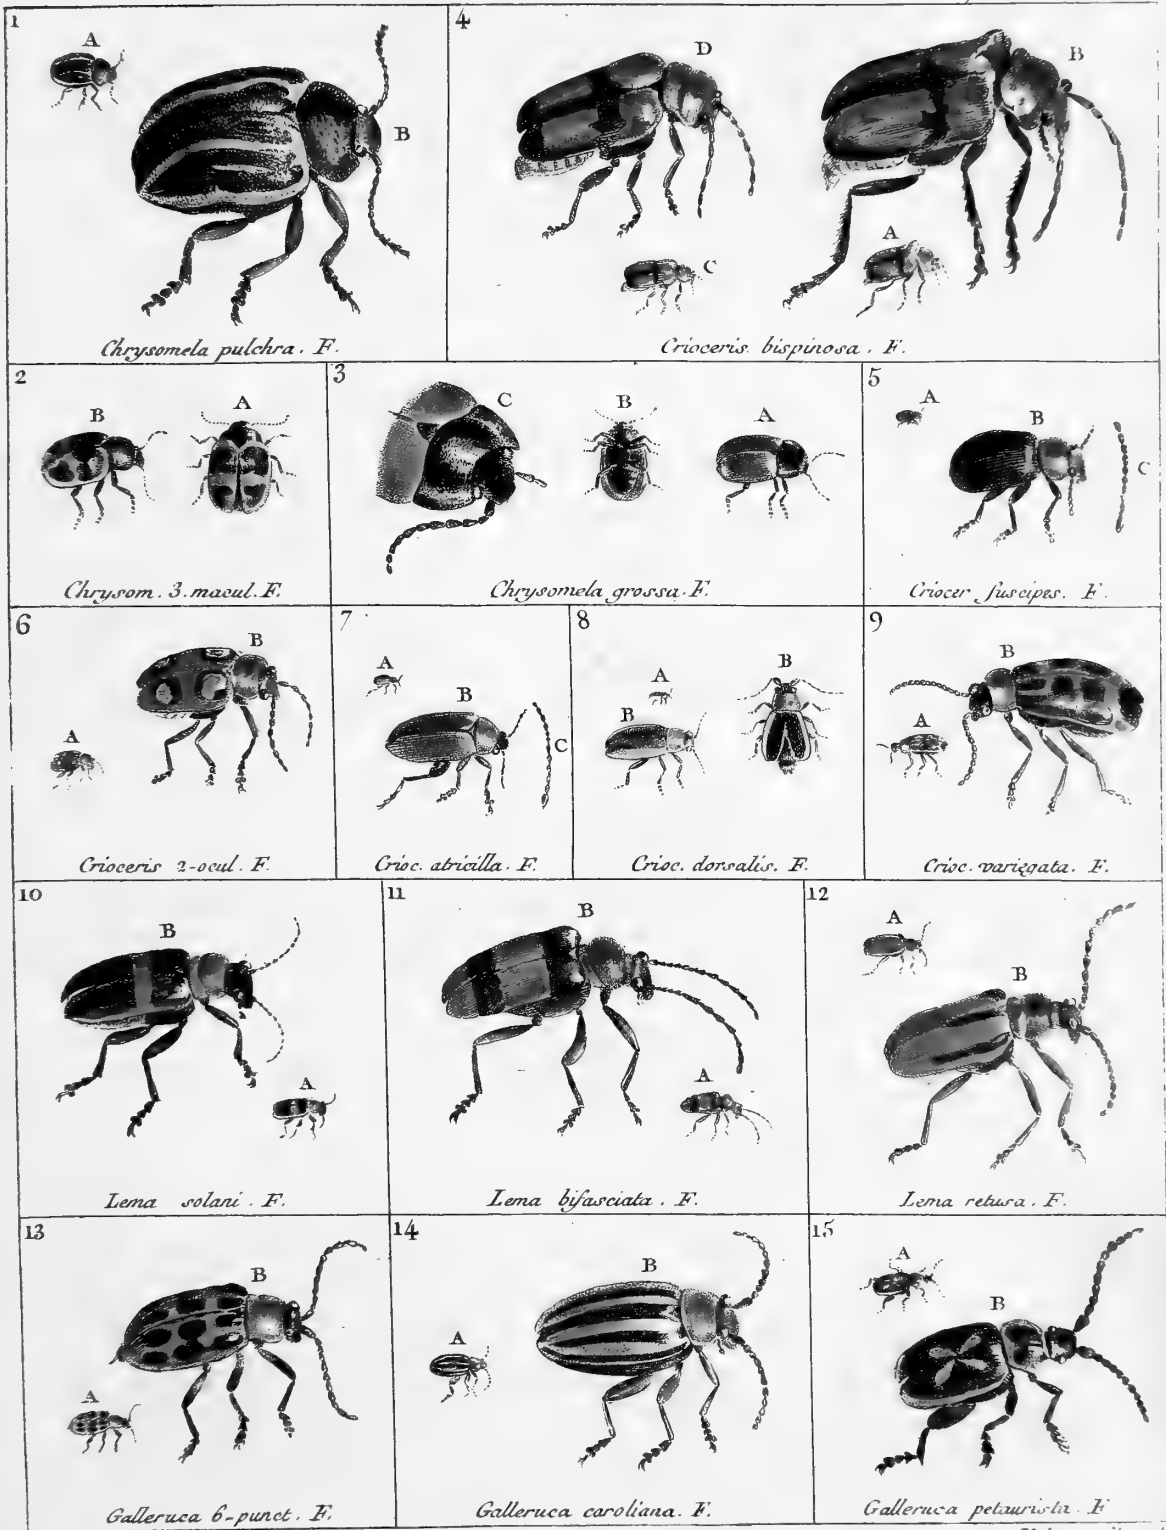 1
A
B
Chrysomela pulchra. F.
4
D
B
A
C
Crioceris. bispinosa. F.
2
B
A
Chrysom. 3. macul. F.
3
C
B
A
Chrysomela grossa. F.
5
A
B
C
Criocer fuscipes. F.
6
B
A
Crioceris 2-ocul. F.
7
A
B
C
Crioc. atricilla. F.
8
A
B
B
Crioc. dorsalis. F.
9
B
A
Crioc. variegata. F.
10
B
A
Lema solani. F.
11
B
A
Lema bifasciata. F.
12
A
B
Lema retusa. F.
13
B
A
Galleruca 6-punct. F.
14
B
A
Galleruca caroliana. F.
15
A
B
Galleruca petaurista. F